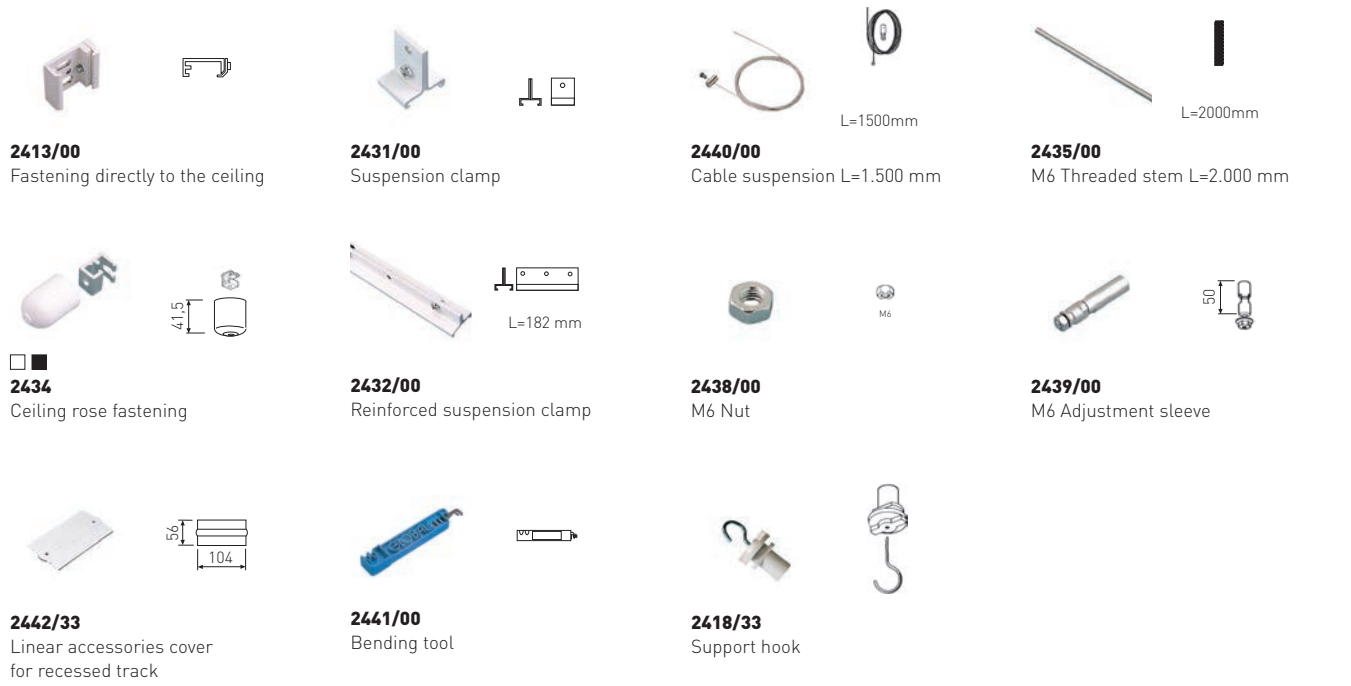 L=1500mm
L=2000mm
2413/00
Fastening directly to the ceiling
2431/00
Suspension clamp
2440/00
Cable suspension L=1.500 mm
2435/00
M6 Threaded stem L=2.000 mm
41,5
2434
Ceiling rose fastening
L=182 mm
2432/00
Reinforced suspension clamp
M6
2438/00
M6 Nut
50
2439/00
M6 Adjustment sleeve
56
104
2442/33
Linear accessories cover
for recessed track
GLOBAL
2441/00
Bending tool
2418/33
Support hook